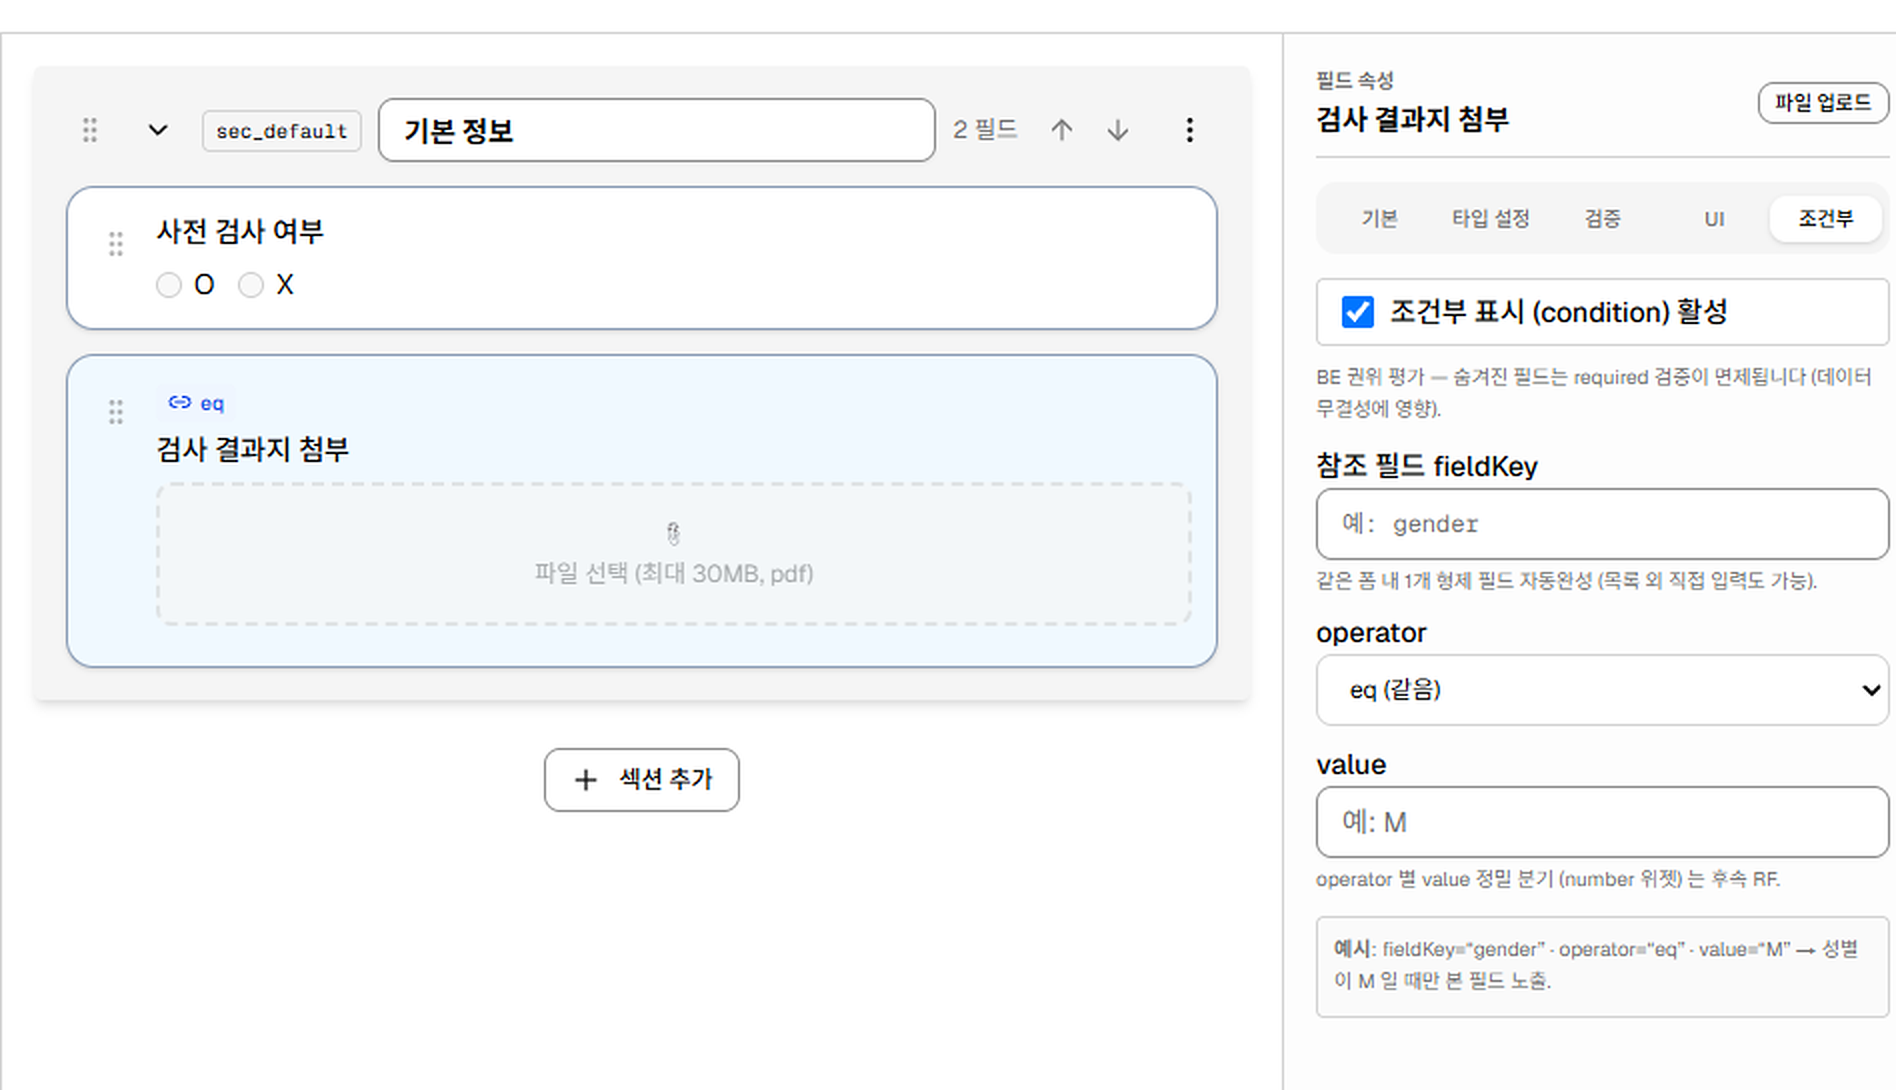 sec_default
기본 정보
2 필드
사전 검사 여부
O
X
eq
검사 결과지 첨부
파일 선택 (최대 30MB, pdf)
섹션 추가
필드 속성
검사 결과지 첨부
파일 업로드
기본
타입 설정
검증
UI
조건부
조건부 표시 (condition) 활성
BE 권위 평가 — 숨겨진 필드는 required 검증이 면제됩니다 (데이터
무결성에 영향).
참조 필드 fieldKey
예: gender
같은 폼 내 1개 형제 필드 자동완성 (목록 외 직접 입력도 가능).
operator
eq (같음)
value
예: M
operator 별 value 정밀 분기 (number 위젯) 는 후속 RF.
예시: fieldKey=“gender” · operator=“eq” · value=“M” → 성별
이 M 일 때만 본 필드 노출.